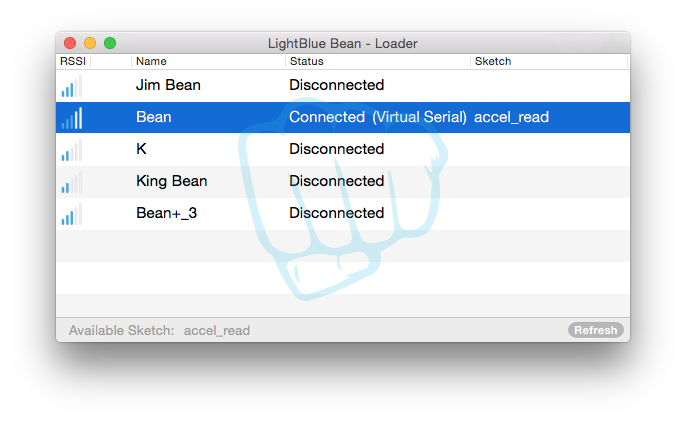 LightBlue Bean - Loader
RSSI Name Status Sketch
Jim Bean Disconnected
Bean Connected (Virtual Serial) accel_read
K Disconnected
King Bean Disconnected
Bean+_3 Disconnected
Available Sketch: accel_read Refresh